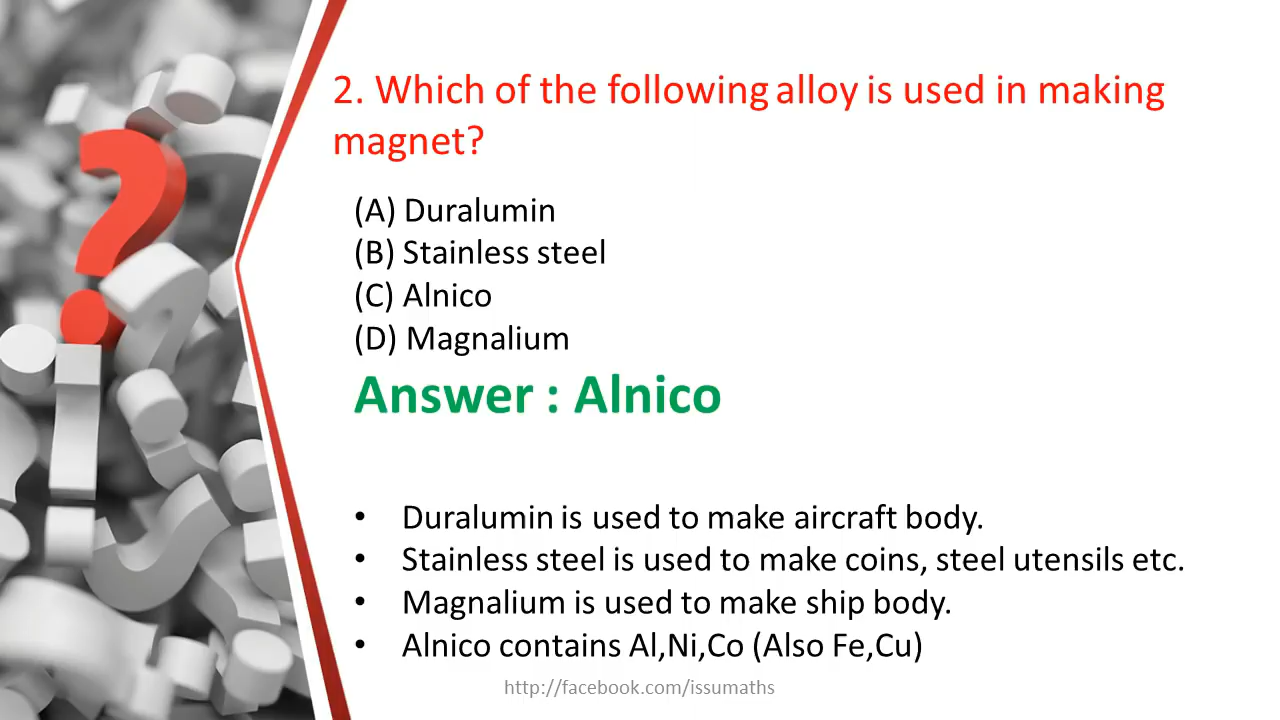 2. Which of the following alloy is used in making
magnet?
(A) Duralumin
(B) Stainless steel
(C) Alnico
(D) Magnalium
Answer : Alnico
• Duralumin is used to make aircraft body.
• Stainless steel is used to make coins, steel utensils etc.
• Magnalium is used to make ship body.
• Alnico contains Al,Ni,Co (Also Fe,Cu)
http://facebook.com/issumaths